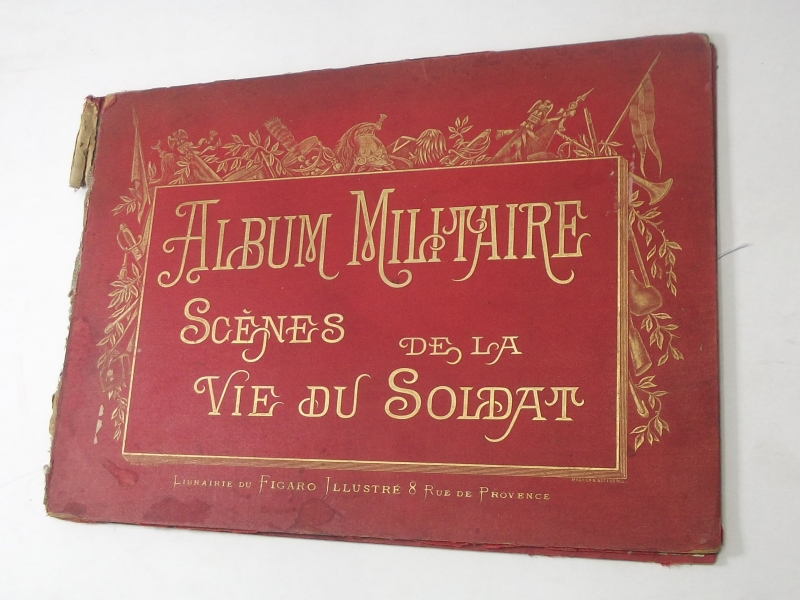 ALBUM MILITAIRE
SCÈNES DE LA
VIE DU SOLDAT
LIBRAIRIE DU FIGARO ILLUSTRÉ 8 RUE DE PROVENCE